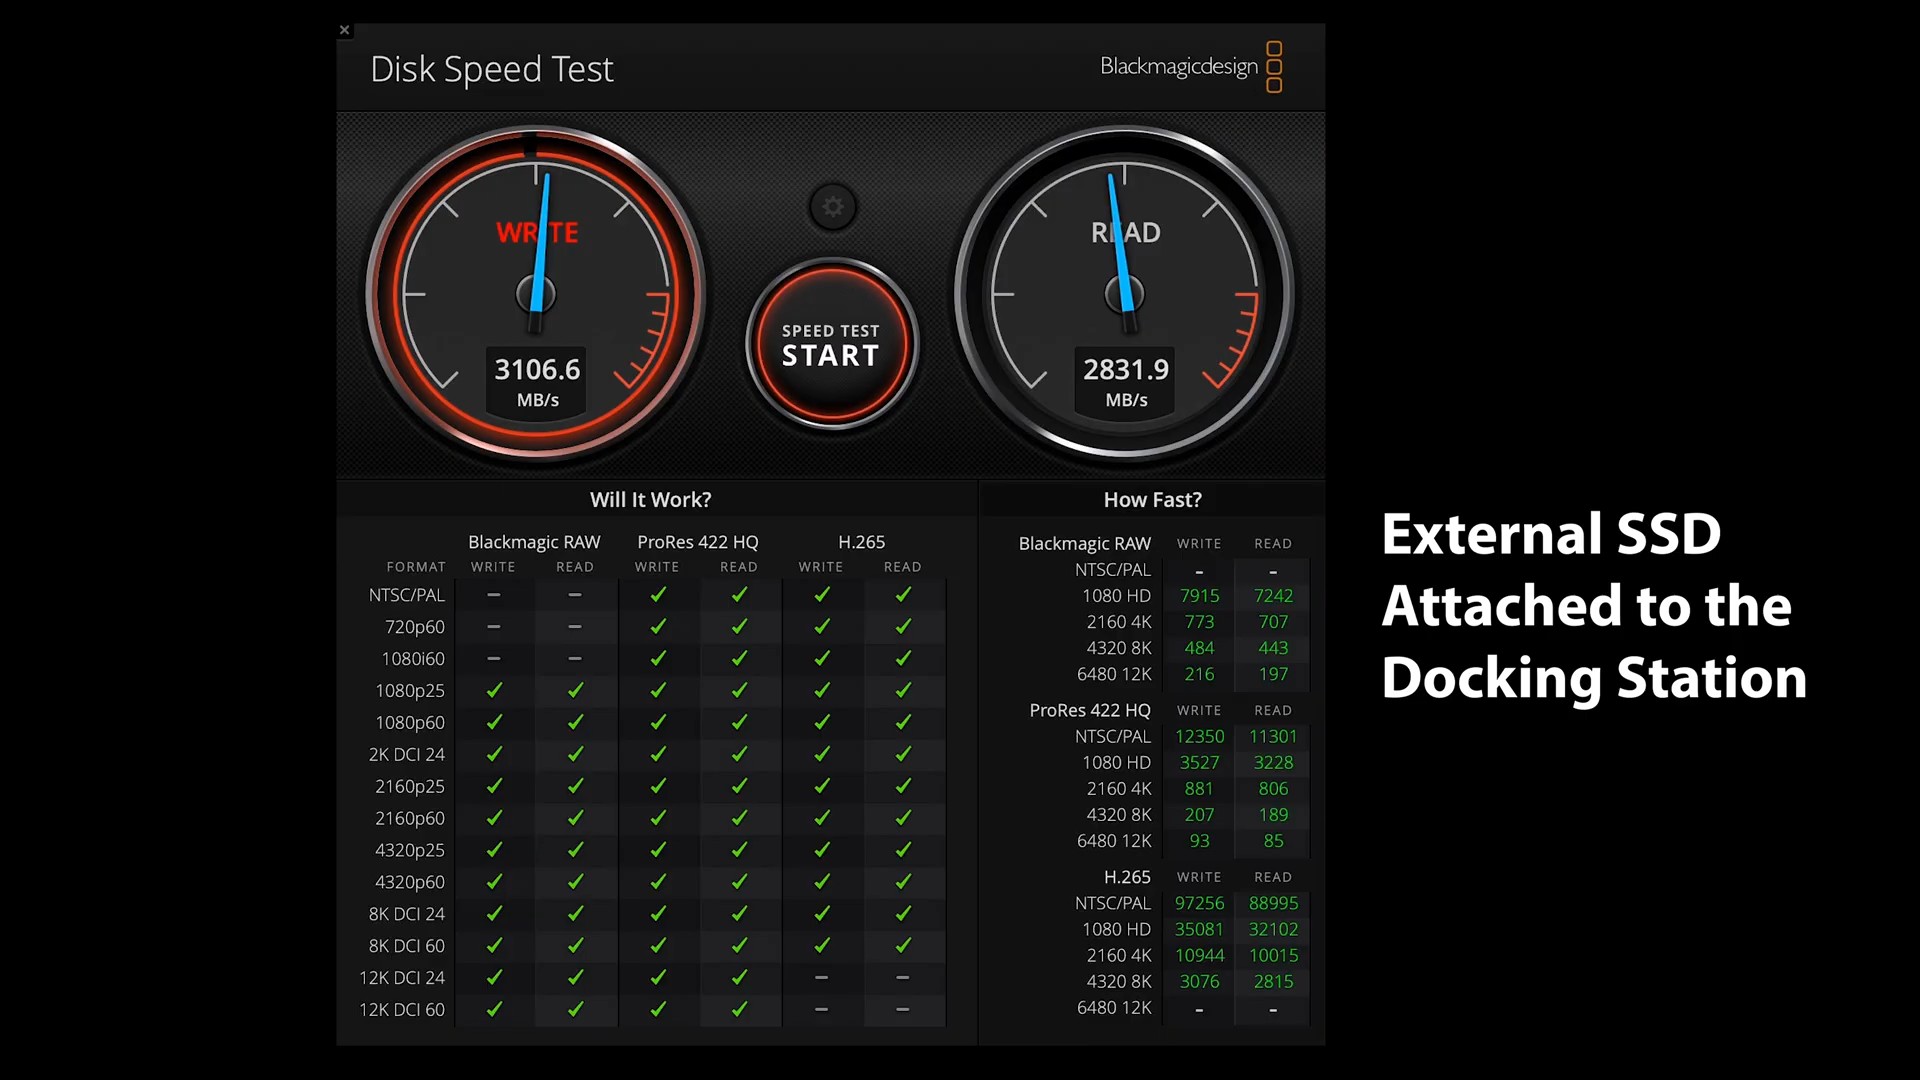 Disk Speed Test
Blackmagicdesign
WRITE
3106.6
MB/s
SPEED TEST
START
READ
2831.9
MB/s
Will It Work?
Blackmagic RAW ProRes 422 HQ H.265
FORMAT WRITE READ WRITE READ WRITE READ
NTSC/PAL – – ✓ ✓ ✓ ✓
720p60 – – ✓ ✓ ✓ ✓
1080i60 – – ✓ ✓ ✓ ✓
1080p25 ✓ ✓ ✓ ✓ ✓ ✓
1080p60 ✓ ✓ ✓ ✓ ✓ ✓
2K DCI 24 ✓ ✓ ✓ ✓ ✓ ✓
2160p25 ✓ ✓ ✓ ✓ ✓ ✓
2160p60 ✓ ✓ ✓ ✓ ✓ ✓
4320p25 ✓ ✓ ✓ ✓ ✓ ✓
4320p60 ✓ ✓ ✓ ✓ ✓ ✓
8K DCI 24 ✓ ✓ ✓ ✓ ✓ ✓
8K DCI 60 ✓ ✓ ✓ ✓ ✓ ✓
12K DCI 24 ✓ ✓ ✓ ✓ – –
12K DCI 60 ✓ ✓ ✓ ✓ – –
How Fast?
Blackmagic RAW WRITE READ
NTSC/PAL - -
1080 HD 7915 7242
2160 4K 773 707
4320 8K 484 443
6480 12K 216 197
ProRes 422 HQ WRITE READ
NTSC/PAL 12350 11301
1080 HD 3527 3228
2160 4K 881 806
4320 8K 207 189
6480 12K 93 85
H.265 WRITE READ
NTSC/PAL 97256 88995
1080 HD 35081 32102
2160 4K 10944 10015
4320 8K 3076 2815
6480 12K - -
External SSD
Attached to the
Docking Station